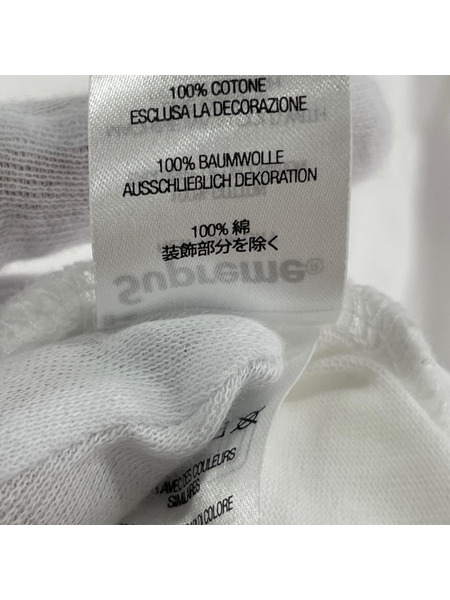 100% COTONE
ESCLUSA LA DECORAZIONE
100% BAUMWOLLE
AUSSCHLIEßLICH DEKORATION
100% 綿
装飾部分を除く
Supreme®
AVEC DES COULEURS
SIMILAIRES
COLORE